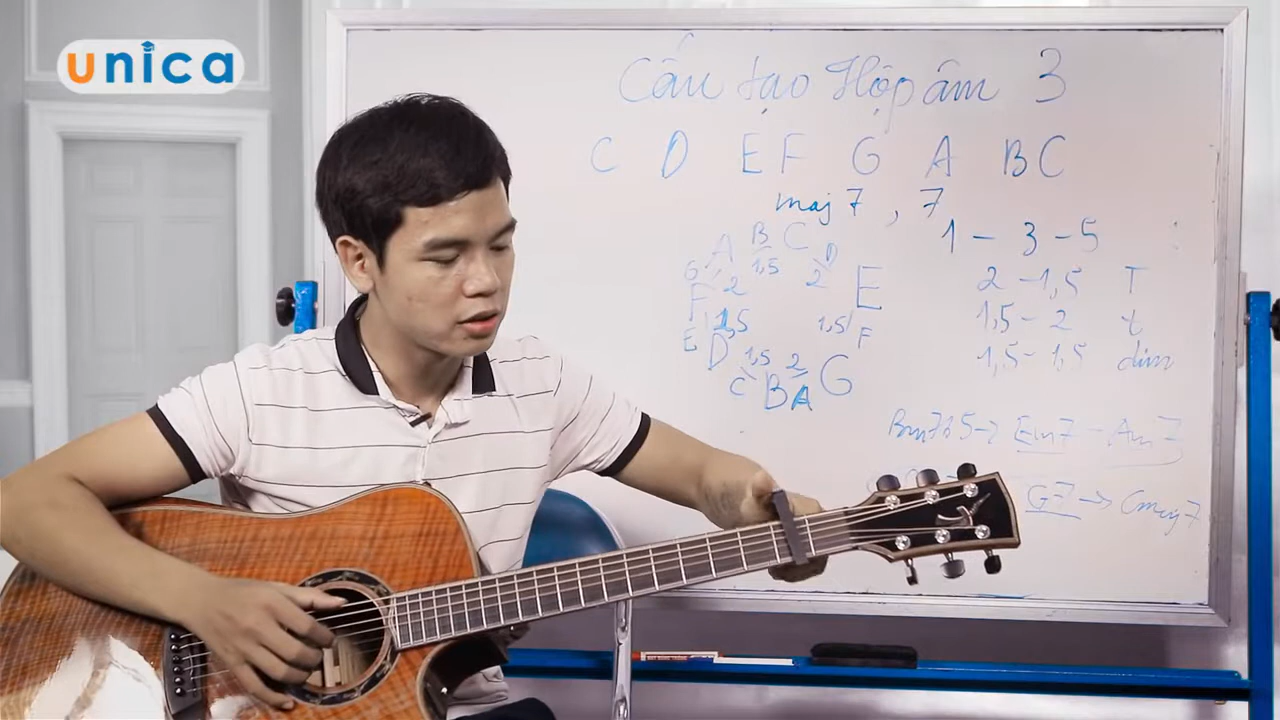 unica
Cấu tạo Hợp âm 3
C D E F G A B C
maj 7 , 7
1 – 3 – 5
2 – 1,5 T
1,5 – 2 t
1,5 – 1,5 dim
A B C D
G 2 1,5 2 E
F 1,5 1,5 F
E D 1,5 2 G
C B A
Bm7b5 → Em7 – Am7
G7 → Cmaj7